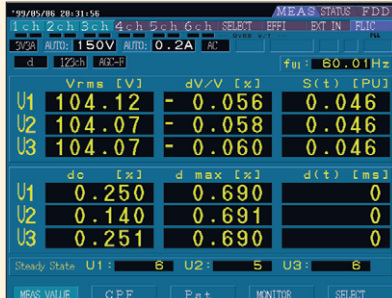 '99/05/06 20:31:56 MEAS STATUS FDD
1ch 2ch 3ch 4ch 5ch 6ch SELECT EFFI EXT IN FLIC
3V3A AUTO: 150V AUTO: 0.2A AC
d 123ch AGC-F fU1: 60.01Hz
Vrms [V] dV/V [%] S(t) [PU]
U1 104.12 - 0.056 0.046
U2 104.07 - 0.058 0.046
U3 104.07 - 0.060 0.046
dc [%] d max [%] d(t) [ms]
U1 0.250 0.690 0
U2 0.140 0.691 0
U3 0.251 0.690 0
Steady State U1: 6 U2: 5 U3: 6
MEAS VALUE CPF Pst MONITOR SELECT